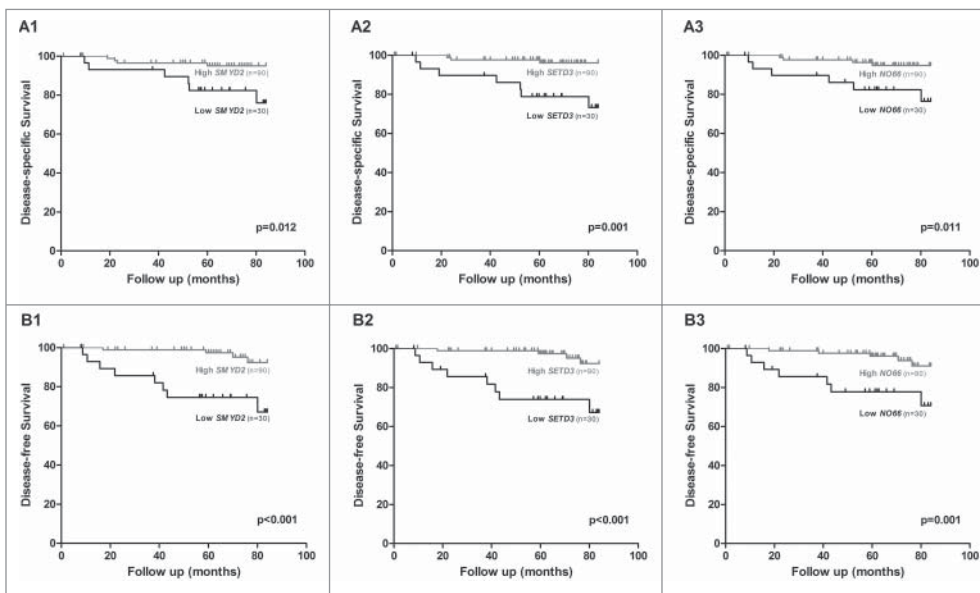 A1
Disease-specific Survival
100
80
60
40
20
0
0 20 40 60 80 100
Follow up (months)
High SMYD2 (n=90)
Low SMYD2 (n=30)
p=0.012
A2
Disease-specific Survival
100
80
60
40
20
0
0 20 40 60 80 100
Follow up (months)
High SETD3 (n=90)
Low SETD3 (n=30)
p=0.001
A3
Disease-specific Survival
100
80
60
40
20
0
0 20 40 60 80 100
Follow up (months)
High NO66 (n=90)
Low NO66 (n=30)
p=0.011
B1
Disease-free Survival
100
80
60
40
20
0
0 20 40 60 80 100
Follow up (months)
High SMYD2 (n=90)
Low SMYD2 (n=30)
p<0.001
B2
Disease-free Survival
100
80
60
40
20
0
0 20 40 60 80 100
Follow up (months)
High SETD3 (n=90)
Low SETD3 (n=30)
p<0.001
B3
Disease-free Survival
100
80
60
40
20
0
0 20 40 60 80 100
Follow up (months)
High NO66 (n=90)
Low NO66 (n=30)
p=0.001